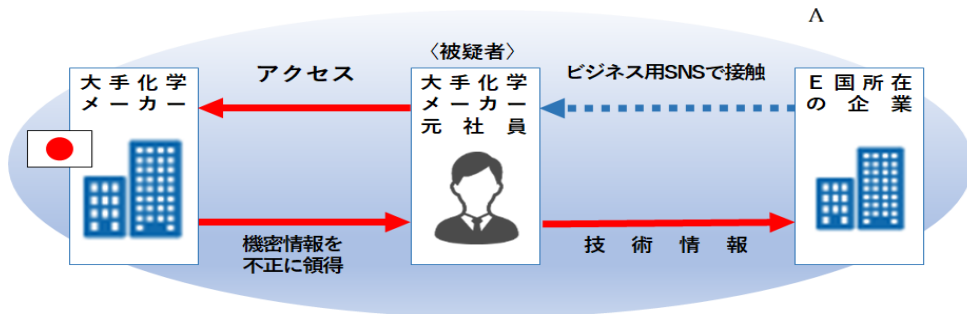 Λ
〈被疑者〉
大手化学
メーカー
アクセス
大手化学
メーカー
元社員
ビジネス用SNSで接触
E国所在
の企業
機密情報を
不正に領得
技術情報